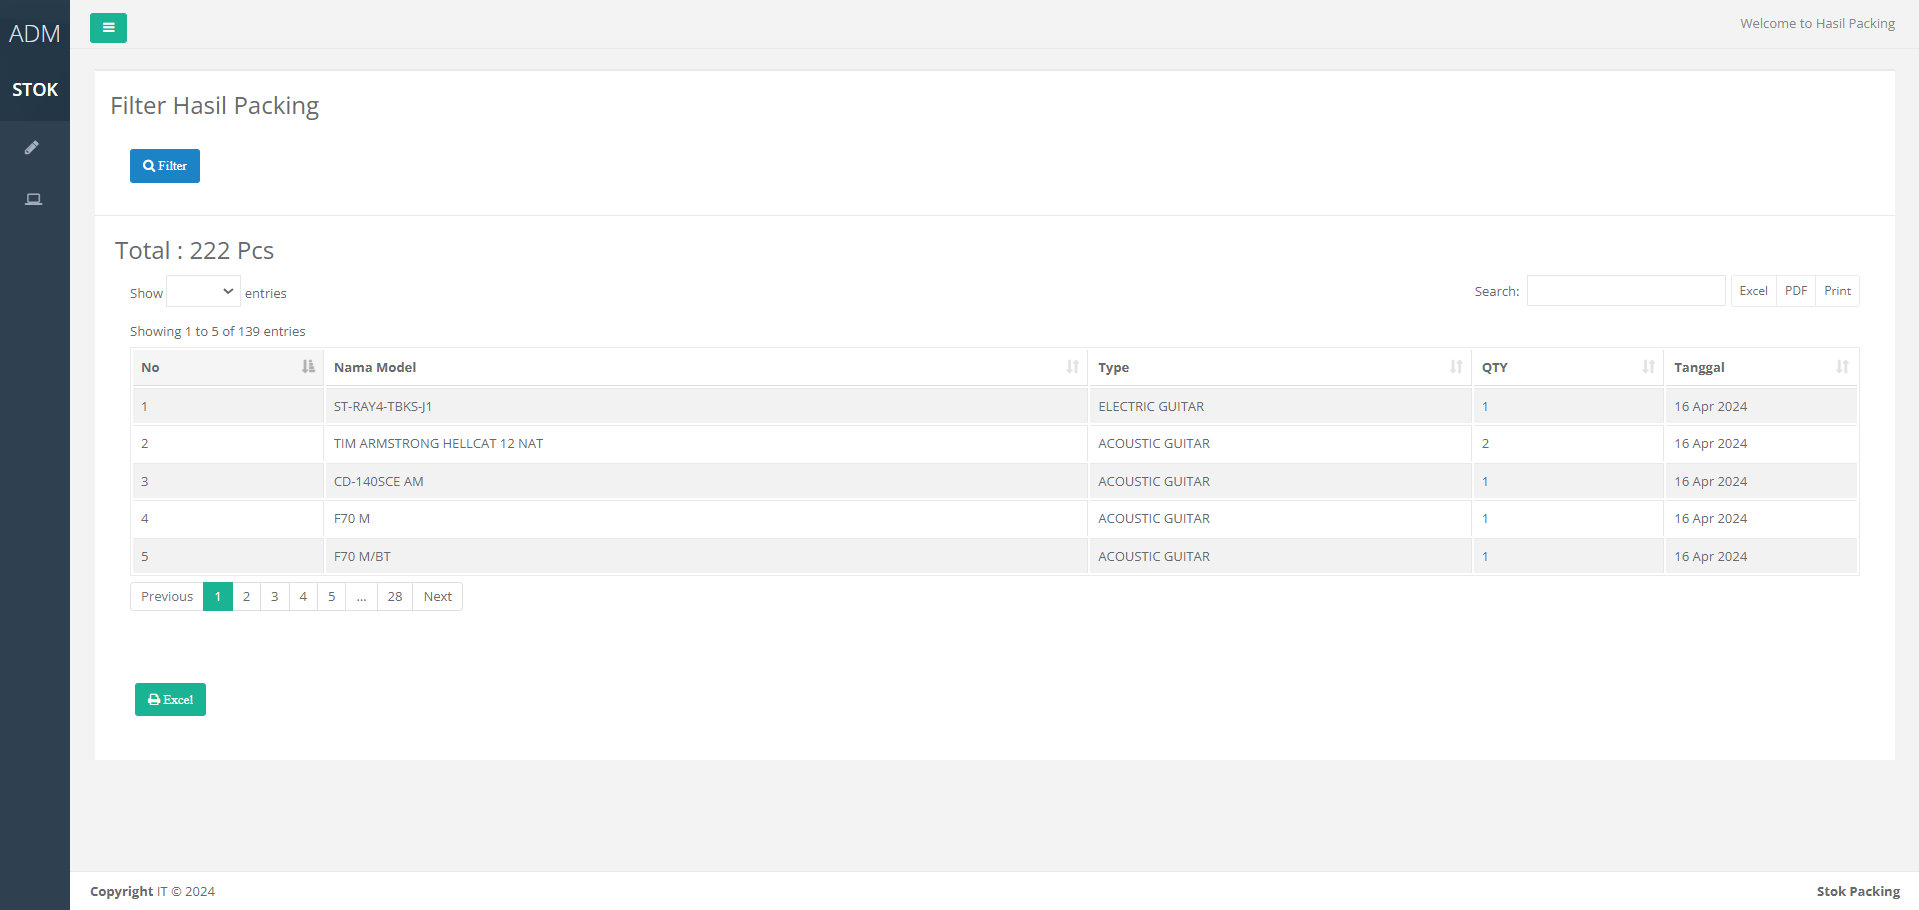 ADM
STOK
Welcome to Hasil Packing
Filter Hasil Packing
Filter
Total : 222 Pcs
Show entries
Search: Excel PDF Print
Showing 1 to 5 of 139 entries
No Nama Model Type QTY Tanggal
1 ST-RAY4-TBKS-J1 ELECTRIC GUITAR 1 16 Apr 2024
2 TIM ARMSTRONG HELLCAT 12 NAT ACOUSTIC GUITAR 2 16 Apr 2024
3 CD-140SCE AM ACOUSTIC GUITAR 1 16 Apr 2024
4 F70 M ACOUSTIC GUITAR 1 16 Apr 2024
5 F70 M/BT ACOUSTIC GUITAR 1 16 Apr 2024
Previous 1 2 3 4 5 ... 28 Next
Excel
Copyright IT © 2024
Stok Packing